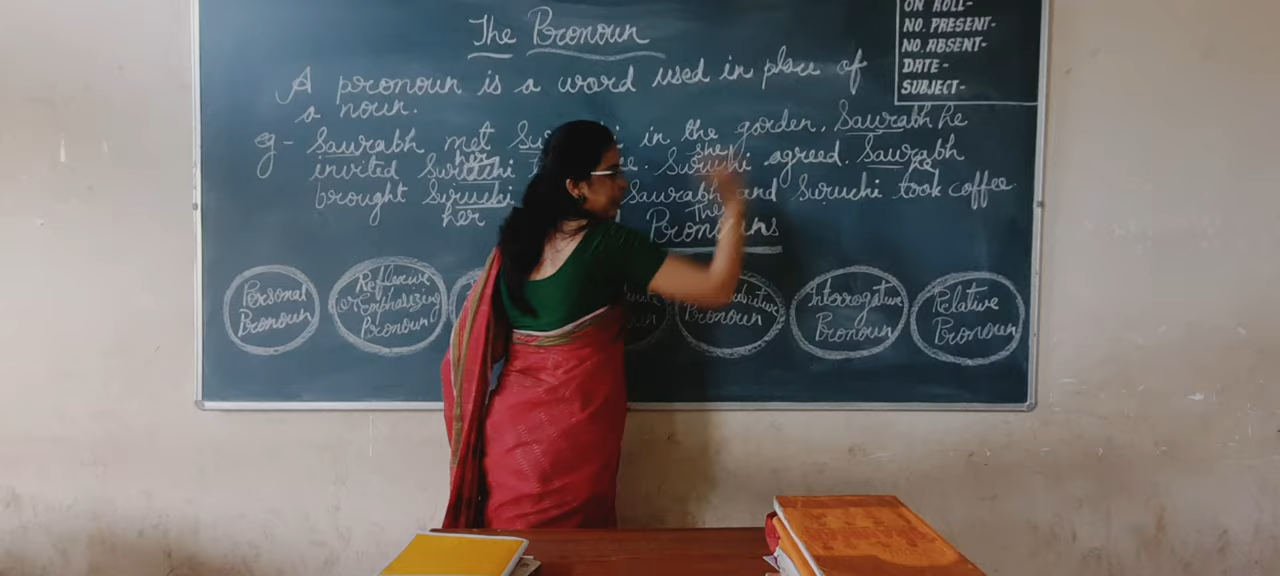 The Pronoun
ON ROLL-
NO. PRESENT-
NO. ABSENT-
DATE-
SUBJECT-
A pronoun is a word used in place of
a noun.
eg- Saurabh met in the garden. Saurabh he
her she
invited Suruchi Suruchi agreed. Saurabh
he
brought Suruchi Saurabh and Suruchi took coffee.
her
Pronouns
Personal Pronoun
Reflexive or Emphasizing Pronoun
Pronoun
Interrogative Pronoun
Relative Pronoun